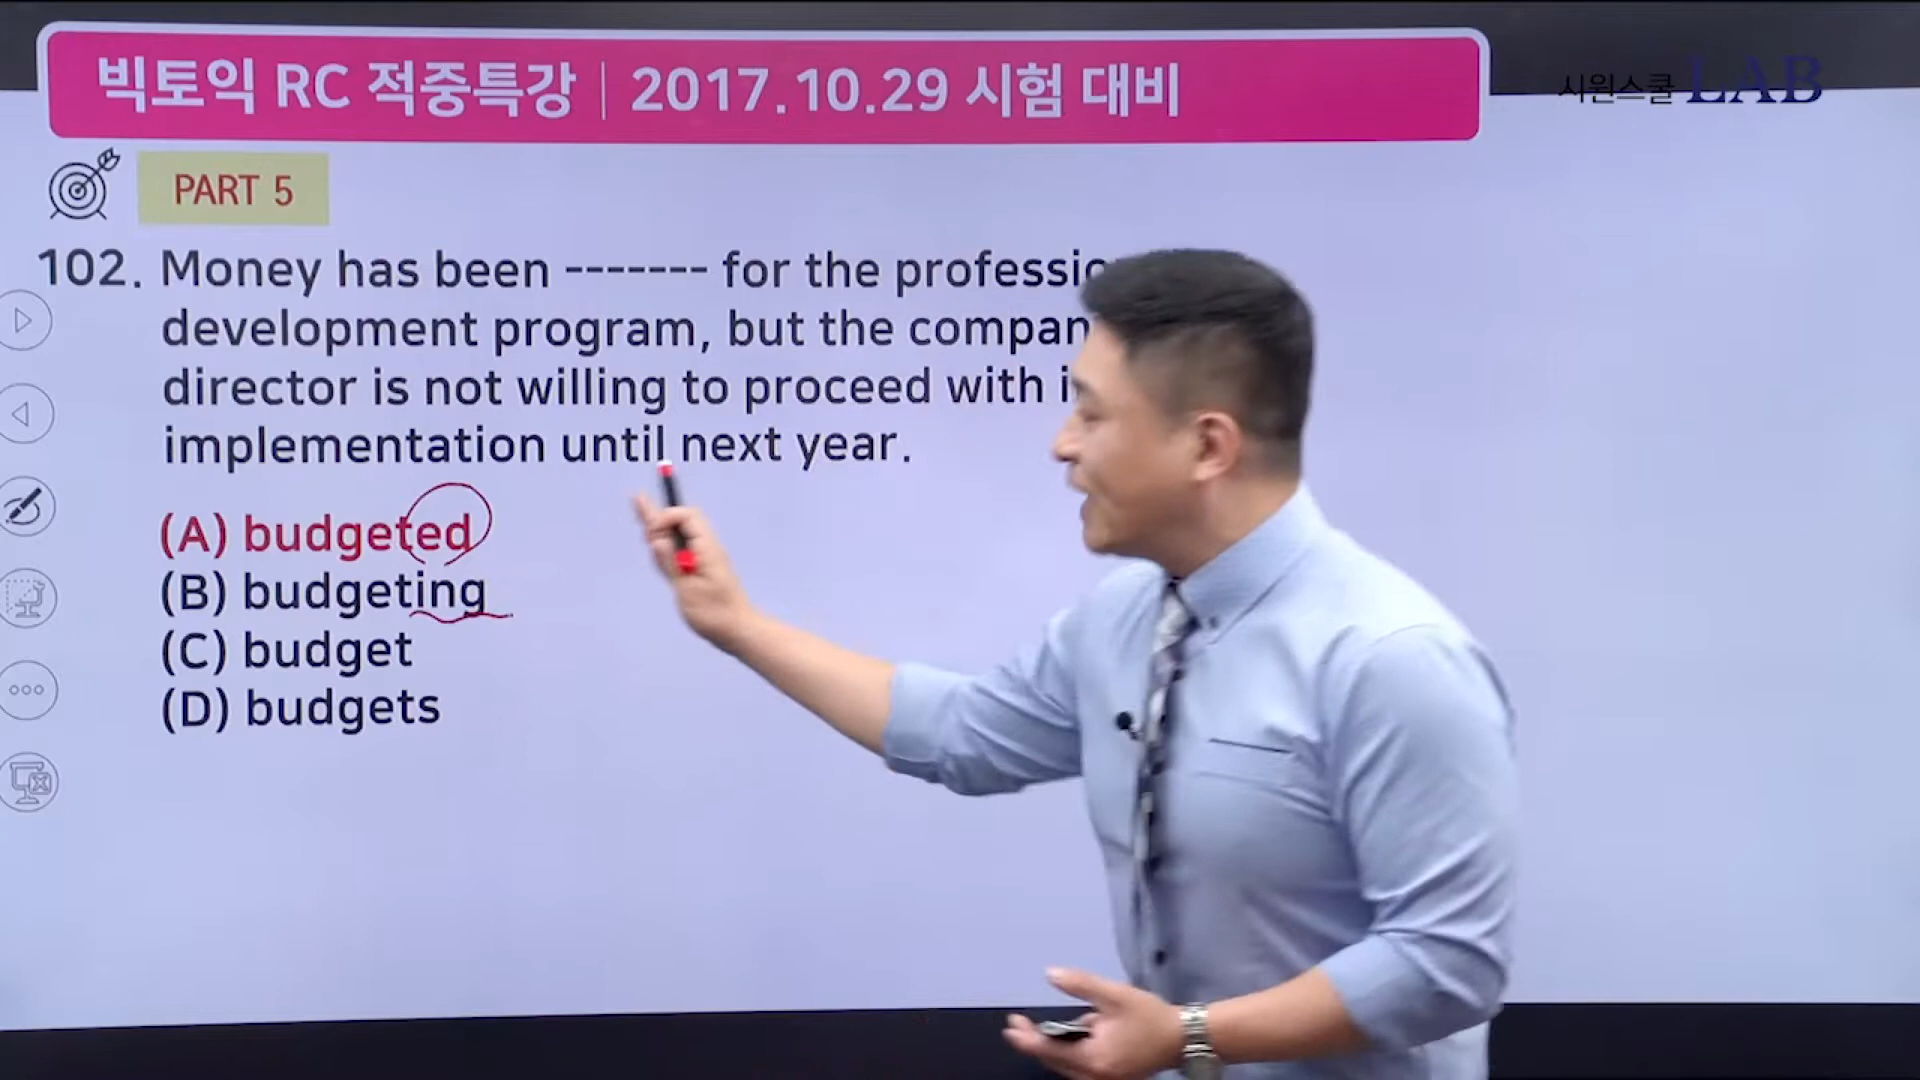 빅토익 RC 적중특강 | 2017.10.29 시험 대비
시원스쿨 LAB
PART 5
102. Money has been ------- for the
development program, but the
director is not willing to proceed with
implementation until next year.
(A) budgeted
(B) budgeting
(C) budget
(D) budgets